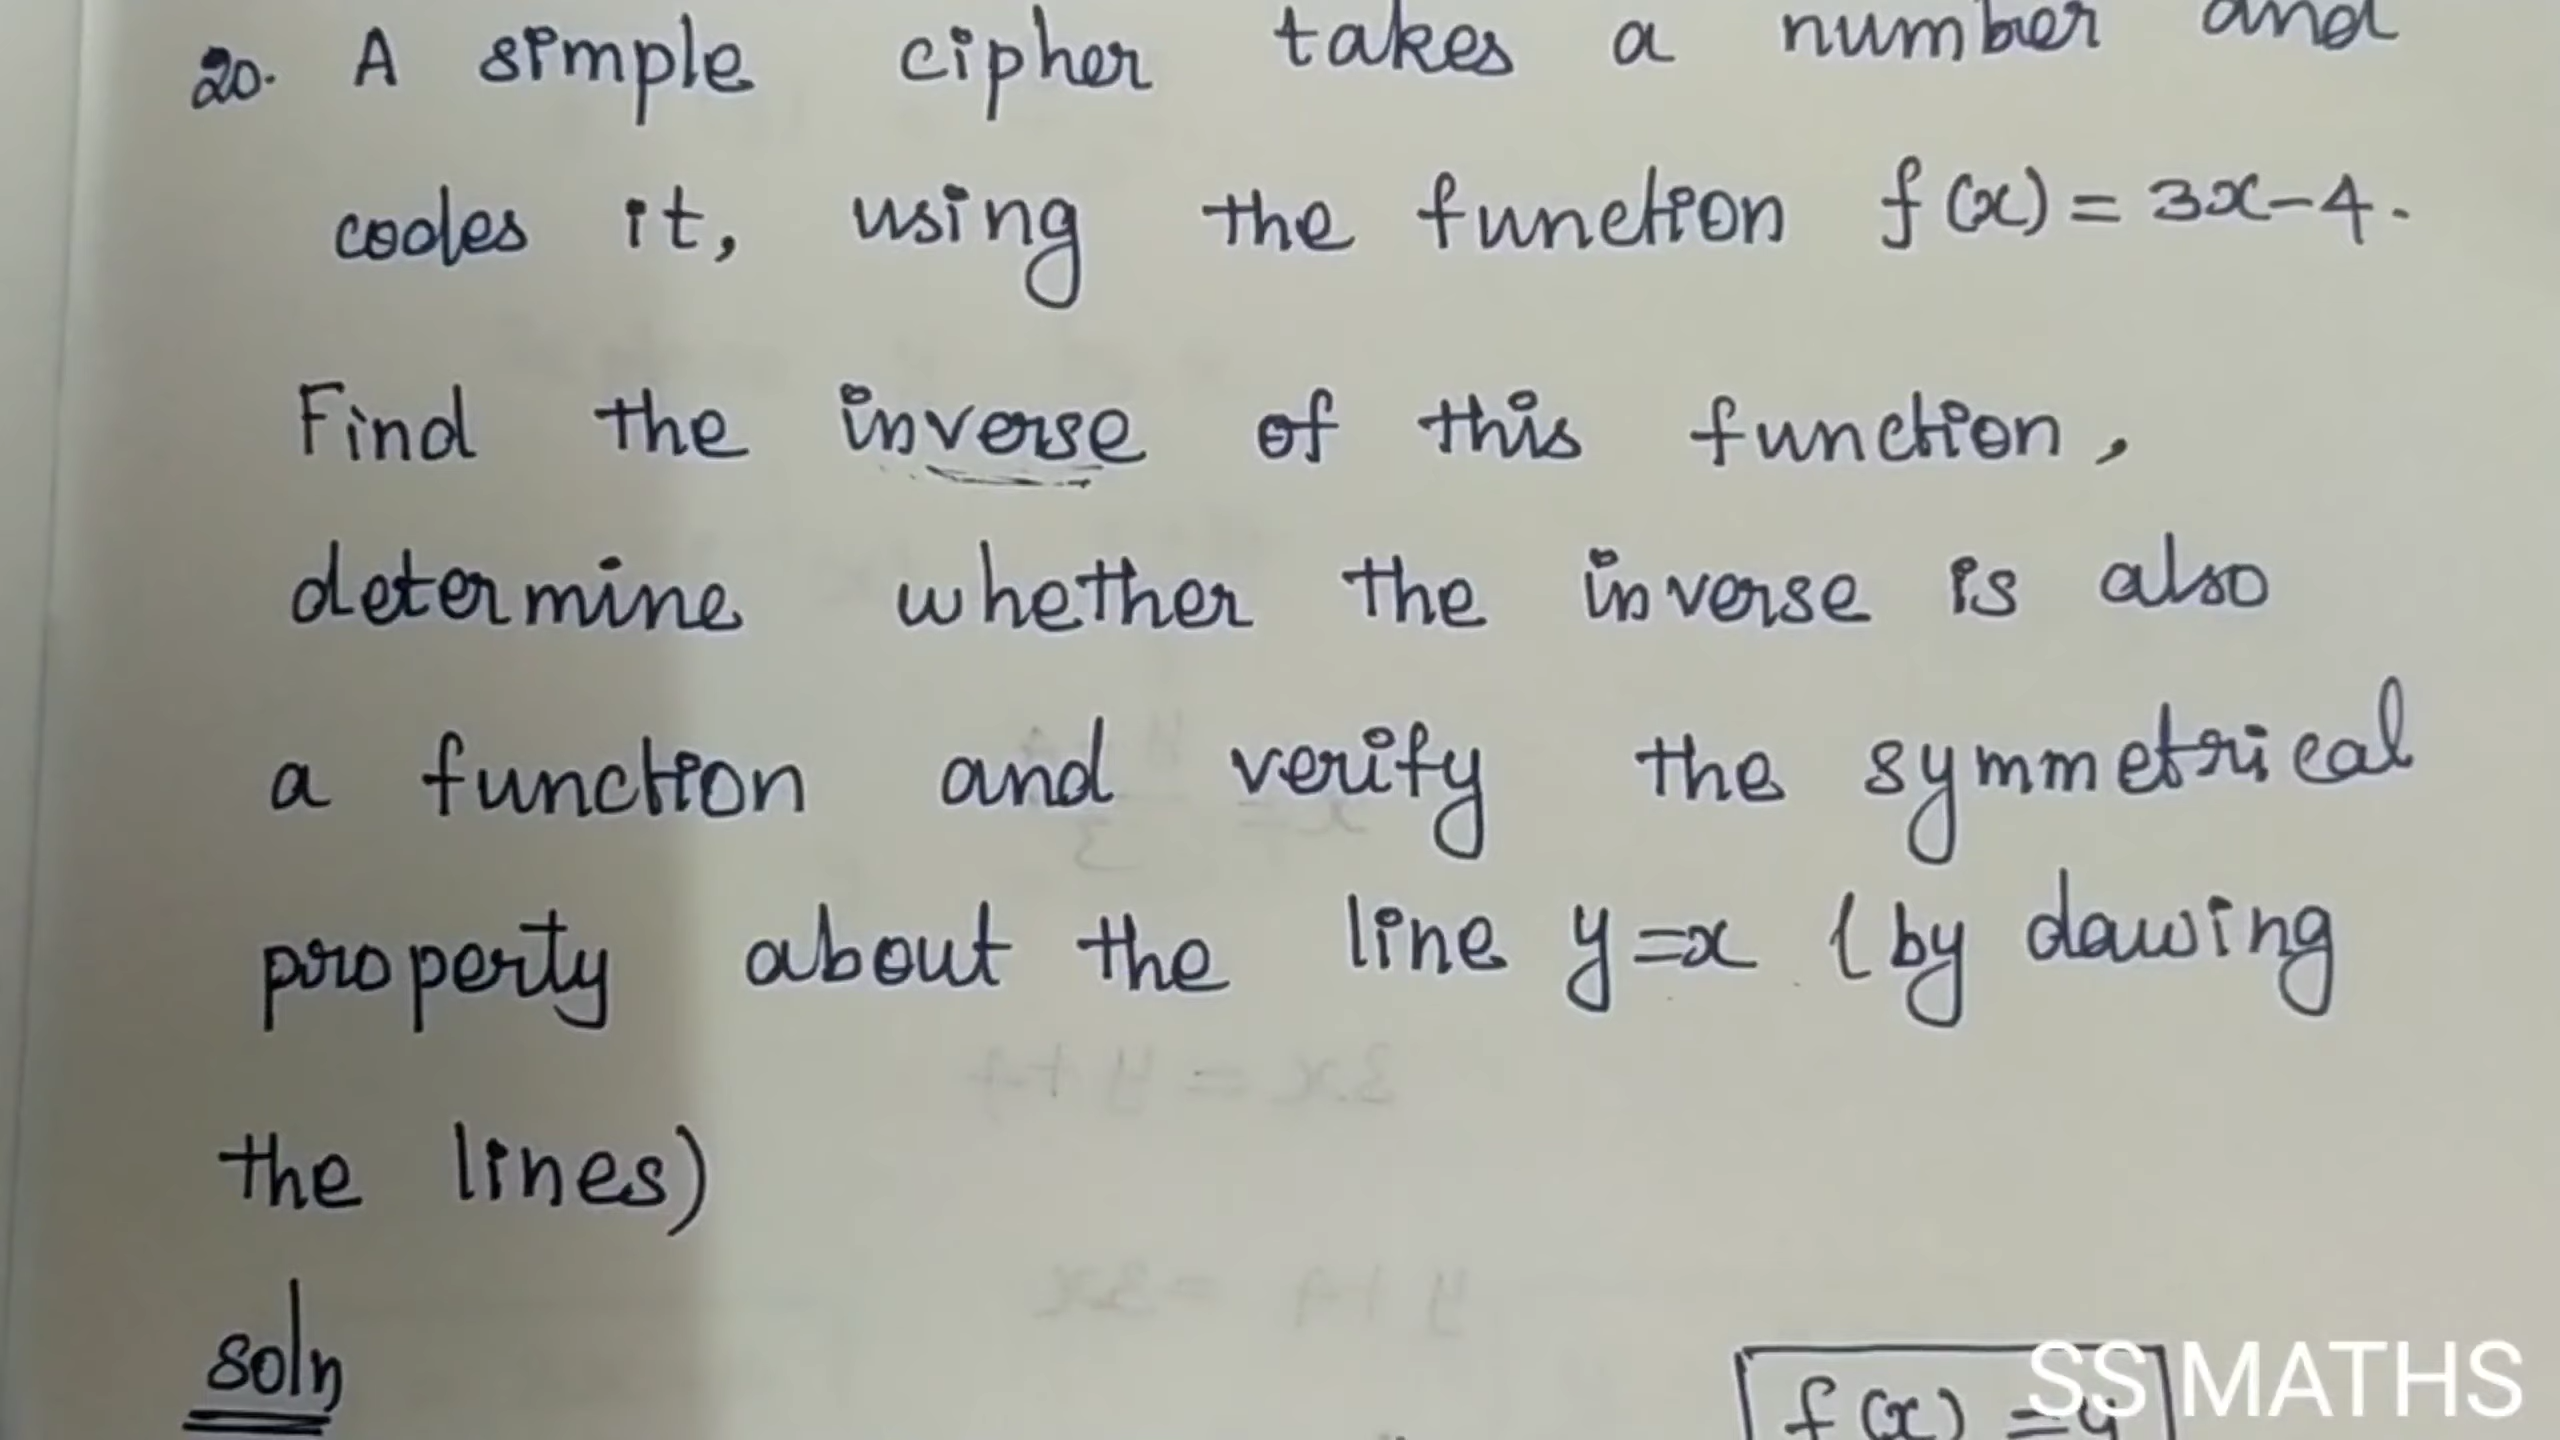 20. A simple cipher takes a number and
codes it, using the function f(x) = 3x-4.
Find the inverse of this function,
determine whether the inverse is also
a function and verify the symmetrical
property about the line y=x (by dawing
the lines)
soln
f(x) = y
SS MATHS